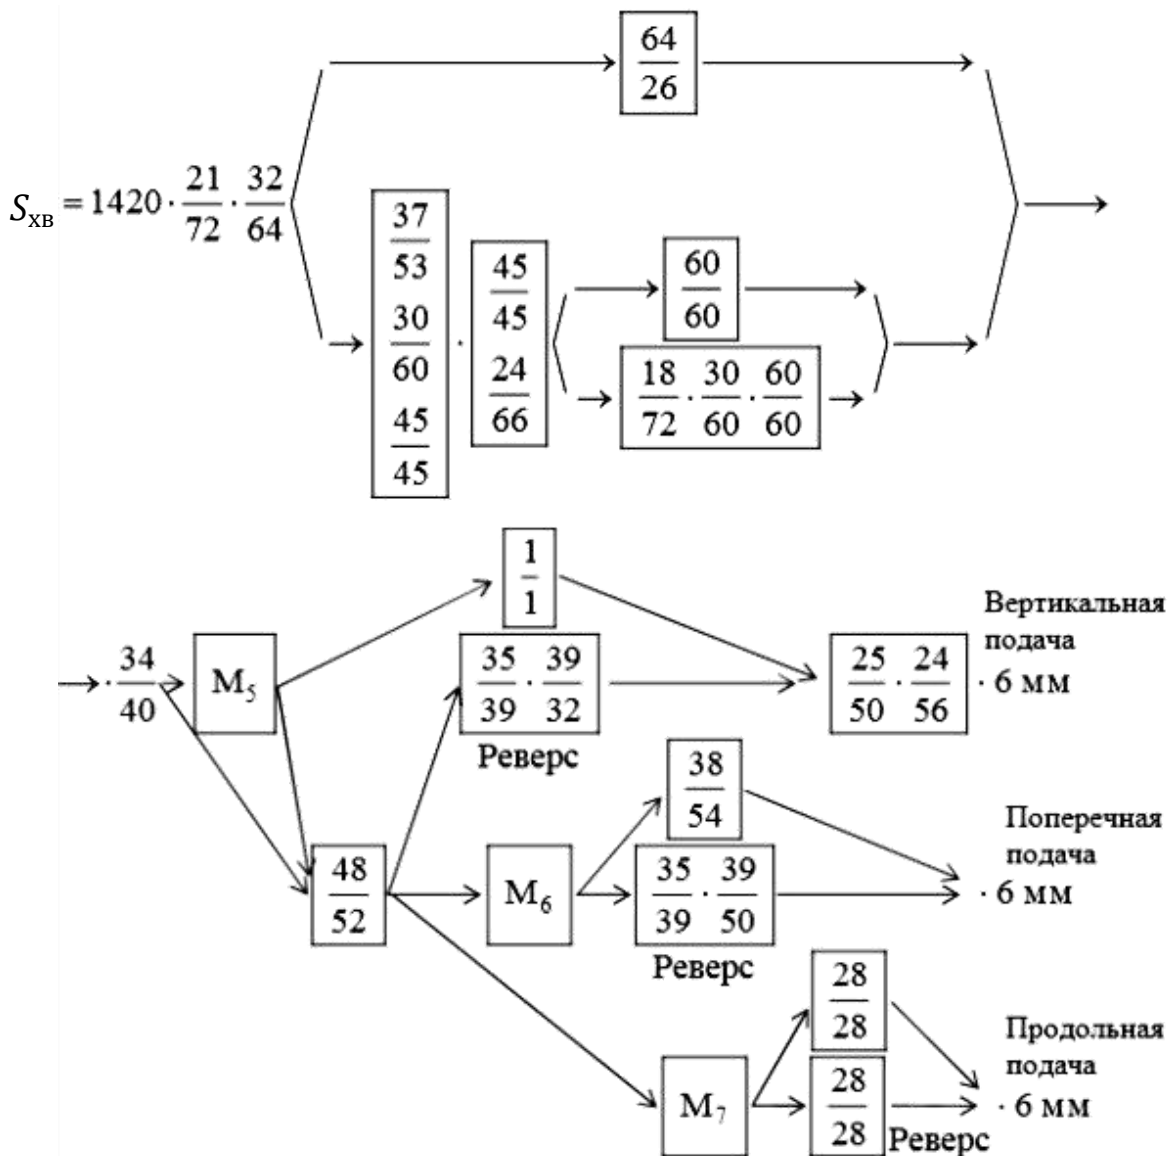 64/26
S_ХВ = 1420 · 21/72 · 32/64
37/53
30/60
45/45
·
45/45
24/66
60/60
18/72 · 30/60 · 60/60
1/1
· 34/40
М₅
35/39 · 39/32
Реверс
25/50 · 24/56
Вертикальная
подача
· 6 мм
48/52
М₆
38/54
35/39 · 39/50
Реверс
Поперечная
подача
· 6 мм
М₇
28/28
28/28
Реверс
Продольная
подача
· 6 мм